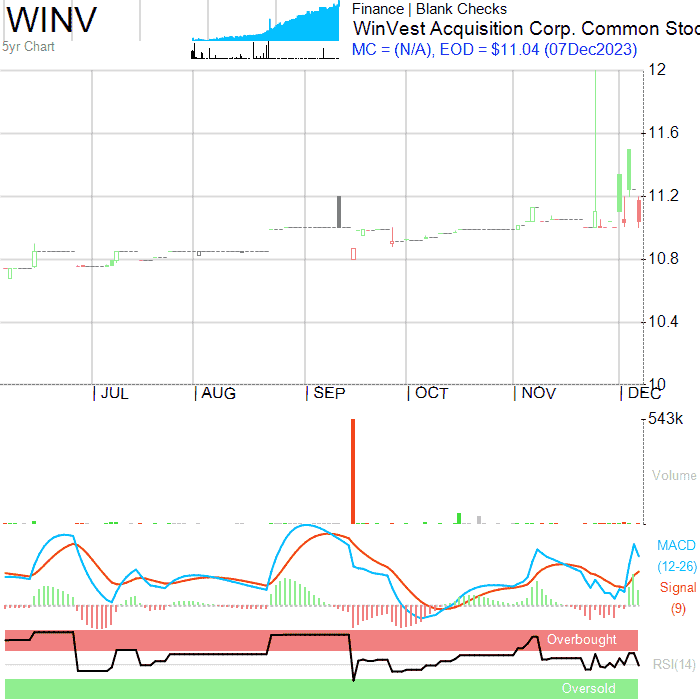 WINV
5yr Chart
Finance | Blank Checks
WinVest Acquisition Corp. Common Stoc
MC = (N/A), EOD = $11.04 (07Dec2023)
12
11.6
11.2
10.8
10.4
10
| JUL | AUG | SEP | OCT | NOV | DEC
543k
Volume
MACD
(12-26)
Signal
(9)
Overbought
RSI(14)
Oversold